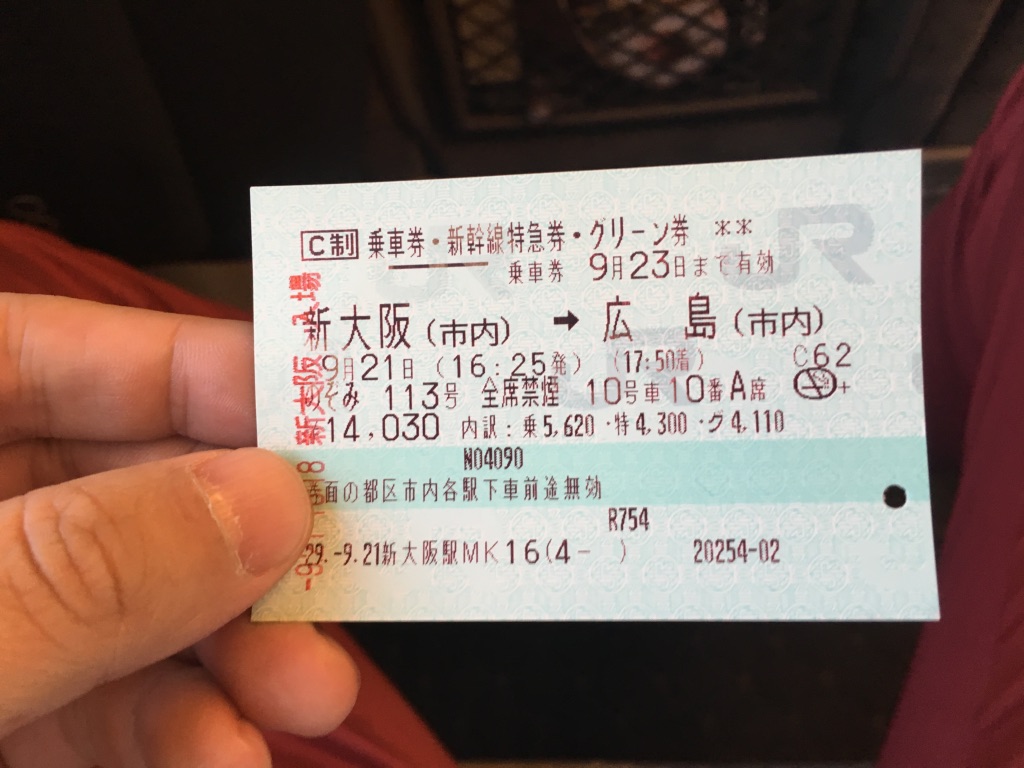 C制 乗車券・新幹線特急券・グリーン券 **
乗車券 9月23日まで有効
新大阪(市内) ➡ 広島(市内)
9月21日(16:25発) (17:50着) C62
のぞみ 113号 全席禁煙 10号車10番A席 +
14,030 内訳:乗5,620・特4,300・グ4,110
N04090
券面の都区市内各駅下車前途無効
R754
29.-9.21新大阪駅MK16(4- ) 20254-02
新大阪 入場
JR